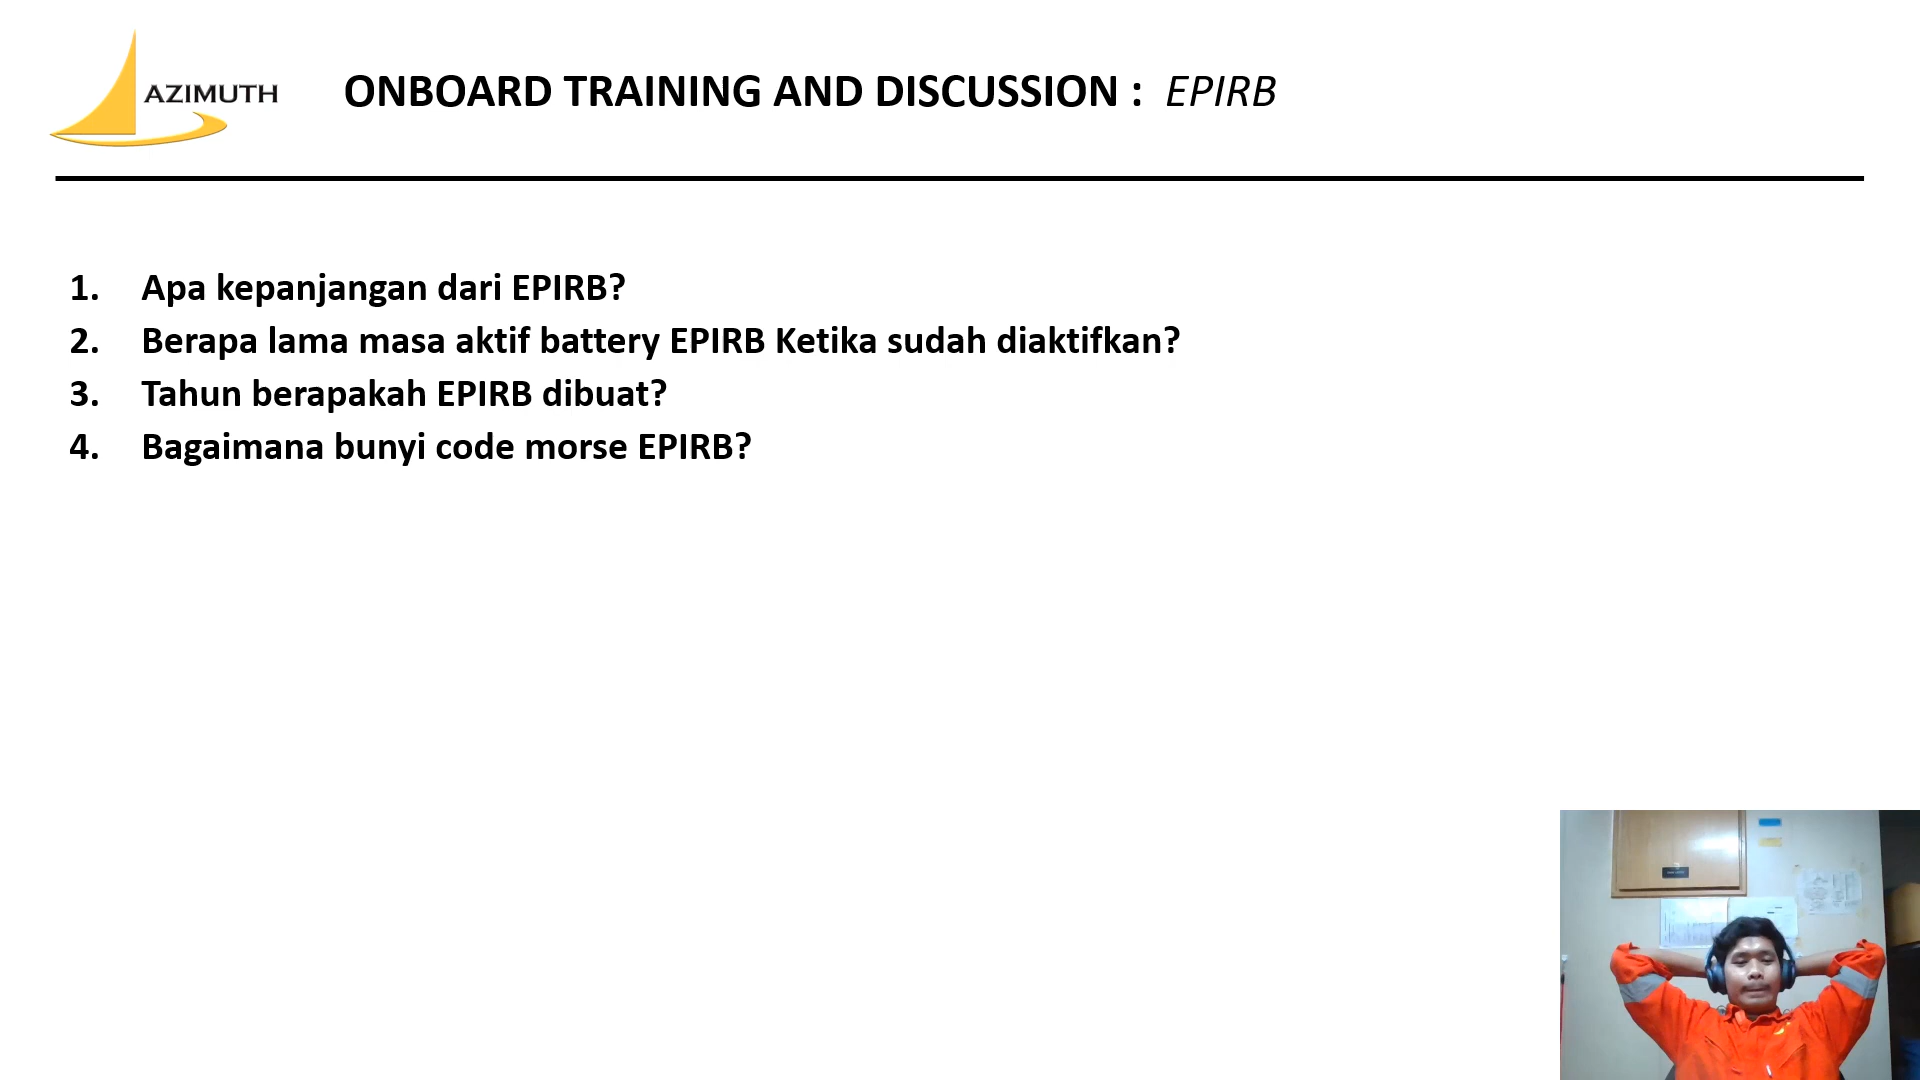 AZIMUTH
ONBOARD TRAINING AND DISCUSSION : EPIRB
1. Apa kepanjangan dari EPIRB?
2. Berapa lama masa aktif battery EPIRB Ketika sudah diaktifkan?
3. Tahun berapakah EPIRB dibuat?
4. Bagaimana bunyi code morse EPIRB?